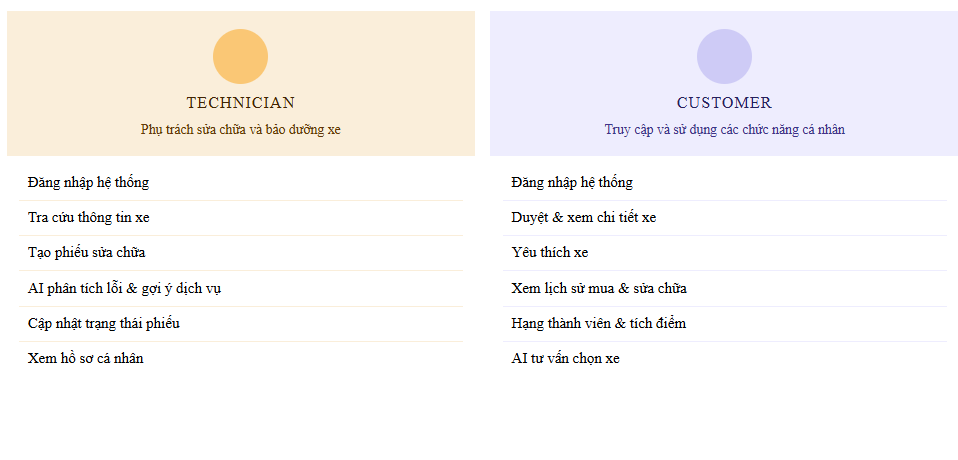 TECHNICIAN
Phụ trách sửa chữa và bảo dưỡng xe
Đăng nhập hệ thống
Tra cứu thông tin xe
Tạo phiếu sửa chữa
AI phân tích lỗi & gợi ý dịch vụ
Cập nhật trạng thái phiếu
Xem hồ sơ cá nhân
CUSTOMER
Truy cập và sử dụng các chức năng cá nhân
Đăng nhập hệ thống
Duyệt & xem chi tiết xe
Yêu thích xe
Xem lịch sử mua & sửa chữa
Hạng thành viên & tích điểm
AI tư vấn chọn xe